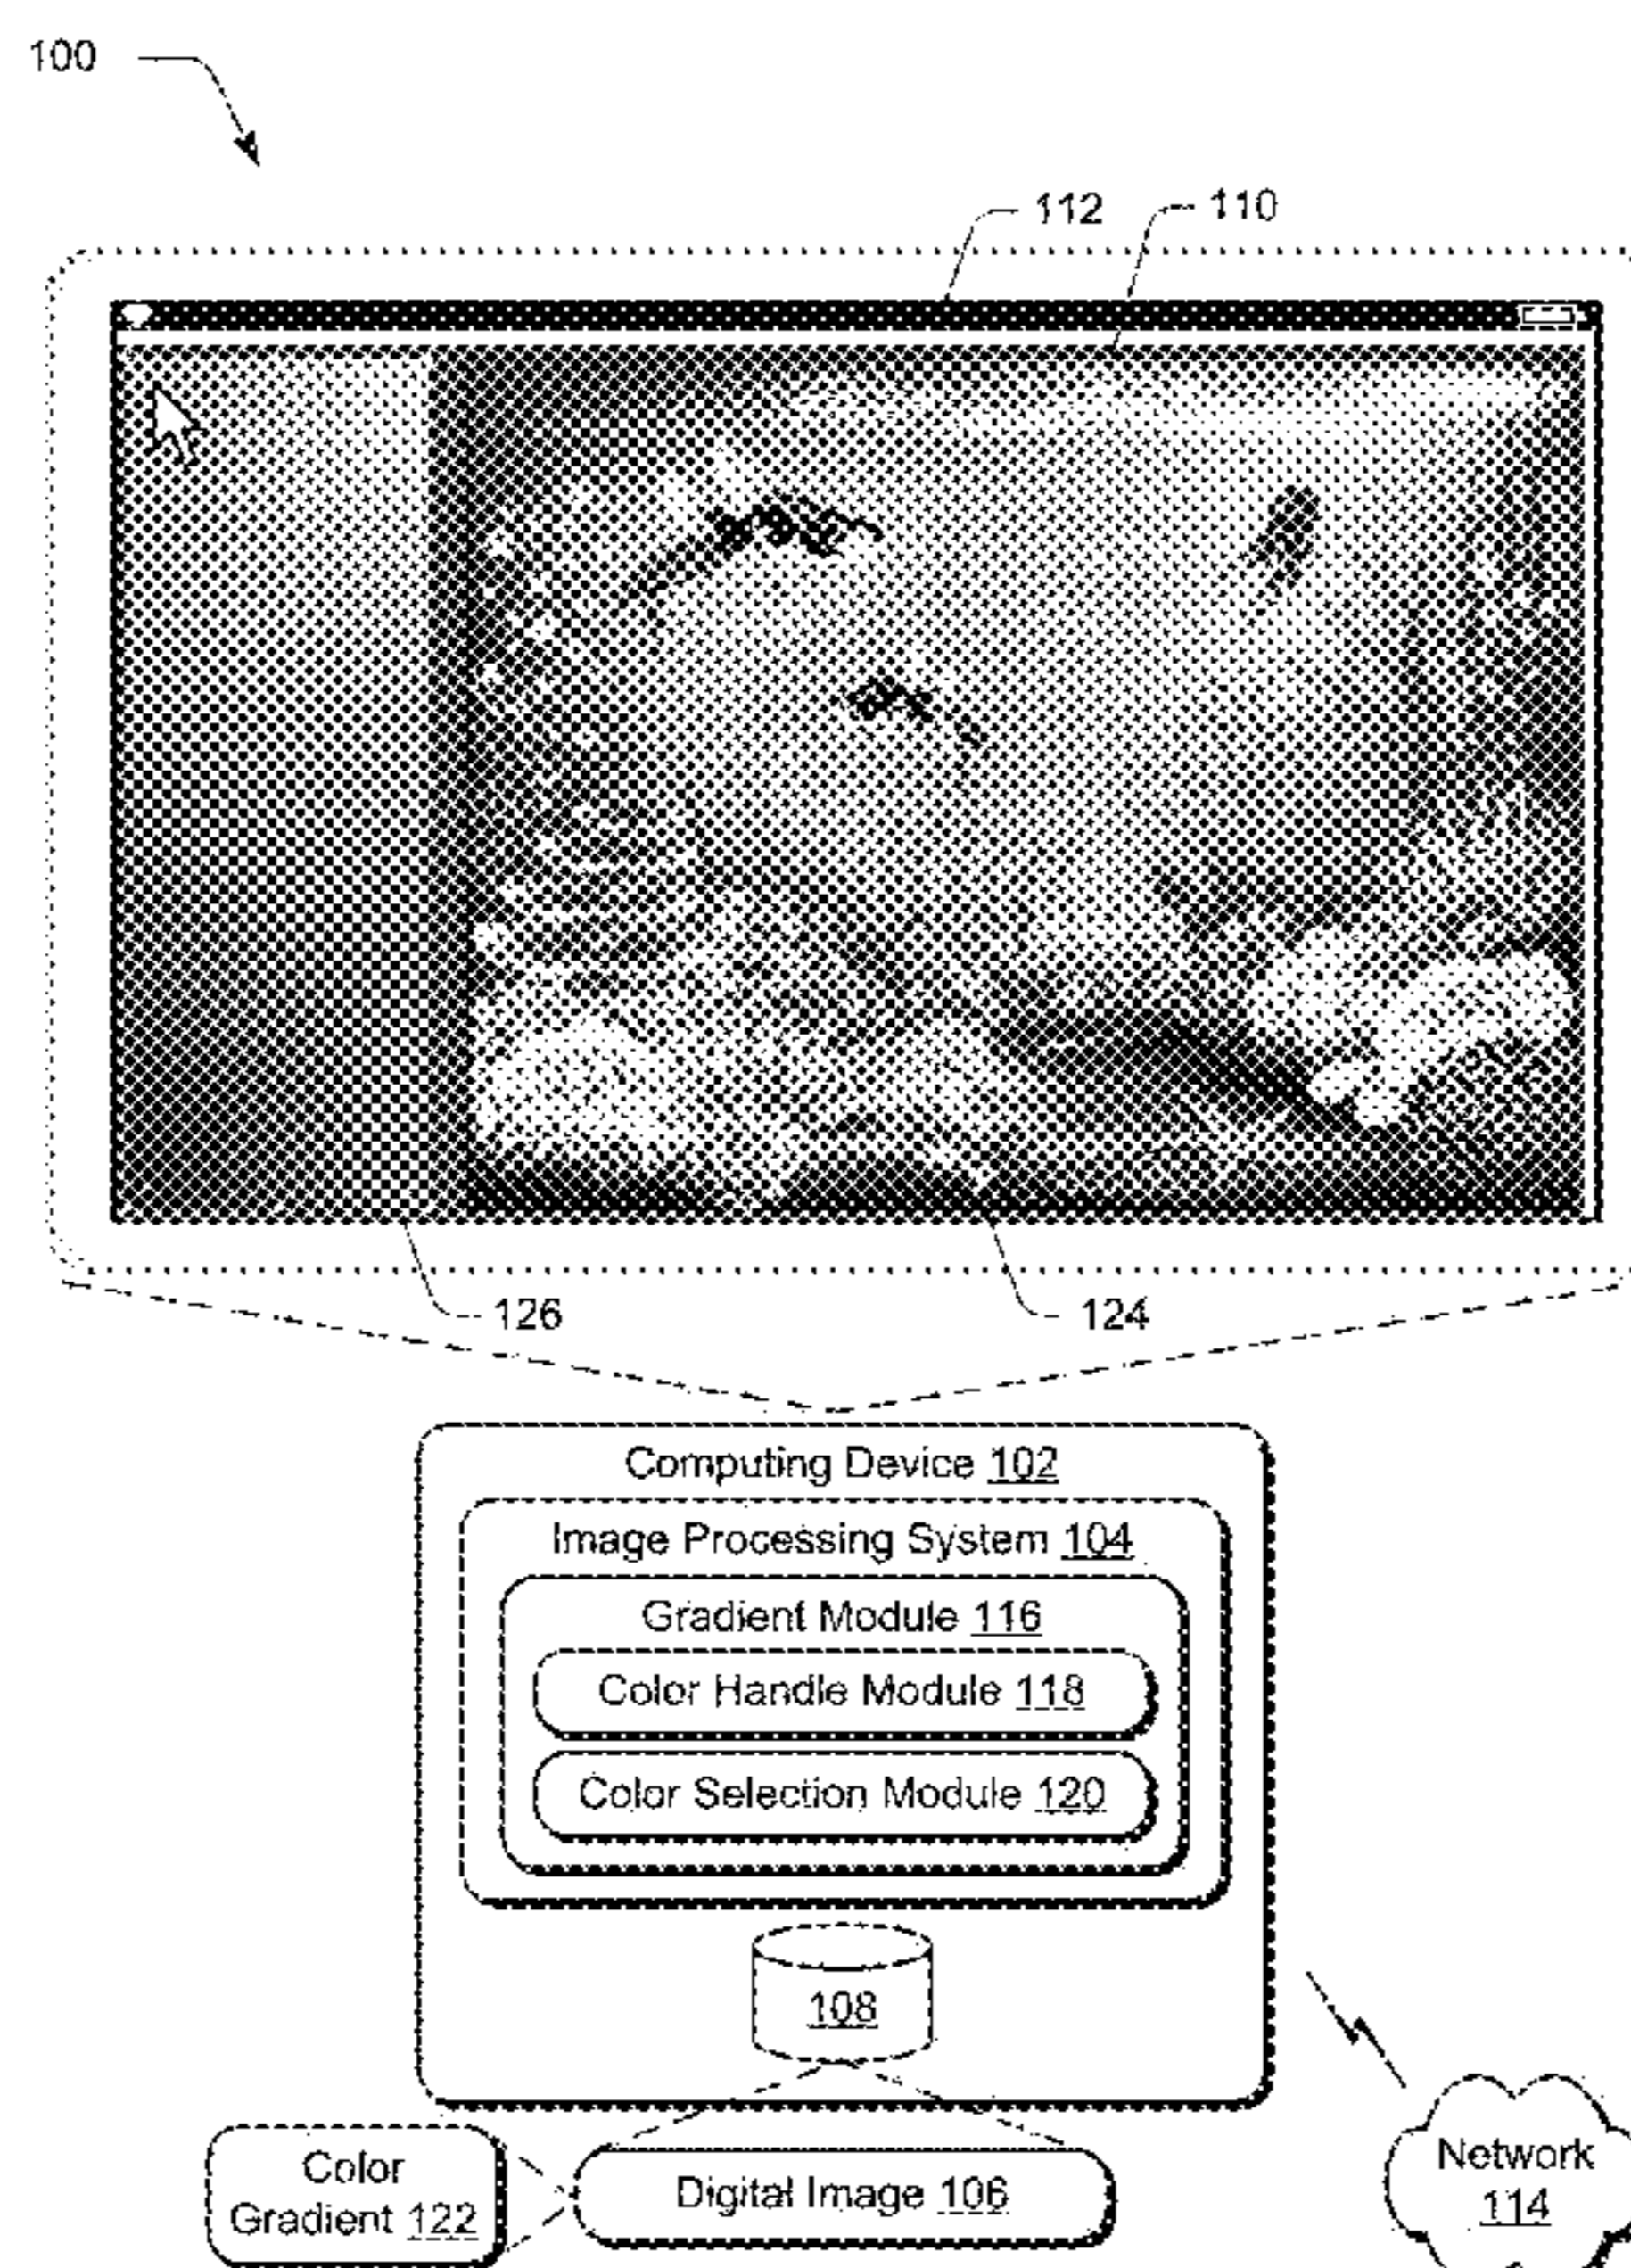 100
112
110
126
124
Computing Device 102
Image Processing System 104
Gradient Module 116
Color Handle Module 118
Color Selection Module 120
108
Color
Gradient 122
Digital Image 106
Network
114